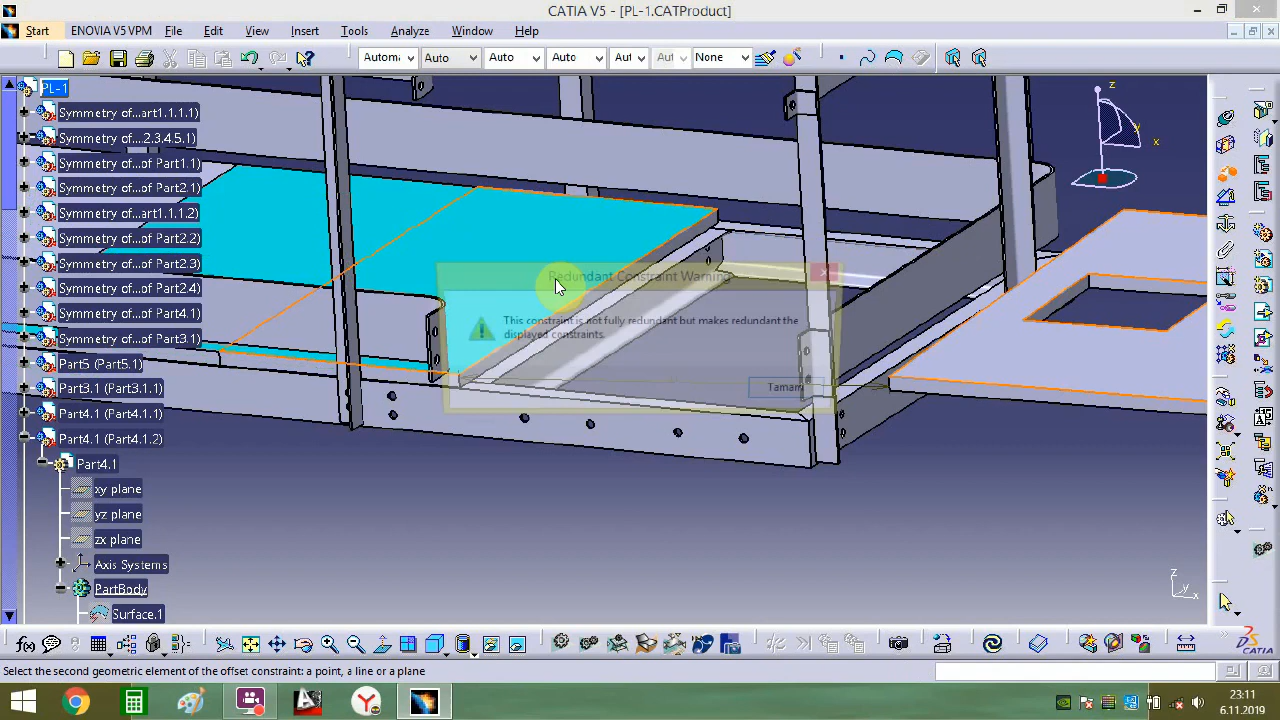 CATIA V5 - [PL-1.CATProduct]
Start ENOVIA V5 VPM File Edit View Insert Tools Analyze Window Help
Automa Auto Auto Auto Aut Aut None
PL-1
Symmetry of...art1.1.1.1)
Symmetry of...2.3.4.5.1)
Symmetry of...of Part1.1)
Symmetry of...of Part2.1)
Symmetry of...art1.1.1.2)
Symmetry of...of Part2.2)
Symmetry of...of Part2.3)
Symmetry of...of Part2.4)
Symmetry of...of Part4.1)
Symmetry of...of Part3.1)
Part5 (Part5.1)
Part3.1 (Part3.1.1)
Part4.1 (Part4.1.1)
Part4.1 (Part4.1.2)
Part4.1
xy plane
yz plane
zx plane
Axis Systems
PartBody
Surface.1
z
y
x
Redundant Constraint Warning
This constraint is not fully redundant but makes redundant the
displayed constraints.
Tamam
z
y
x
CATIA
Select the second geometric element of the offset constraint: a point, a line or a plane
23:11
6.11.2019